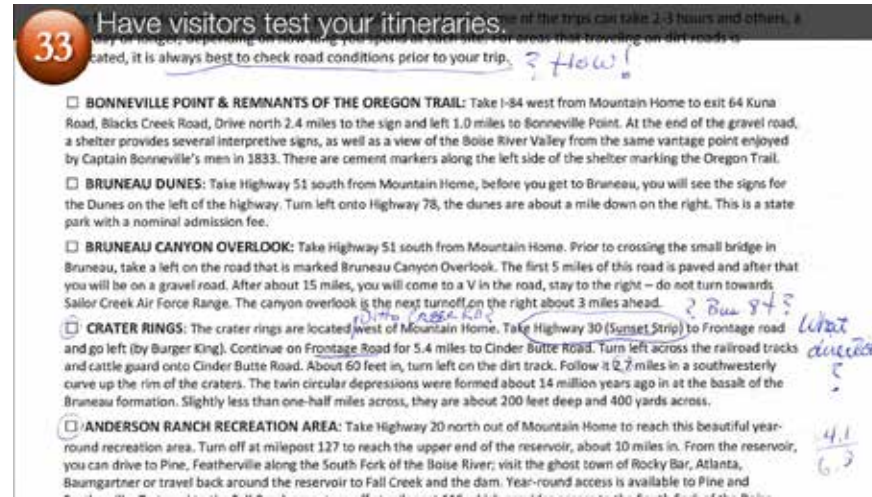 33 Have visitors test your itineraries.
of the trips can take 2-3 hours and others, a
day or longer, depending on how long you spend at each site. For areas that traveling on dirt roads is
cated, it is always best to check road conditions prior to your trip. ? How!
☐ BONNEVILLE POINT & REMNANTS OF THE OREGON TRAIL: Take I-84 west from Mountain Home to exit 64 Kuna
Road, Blacks Creek Road, Drive north 2.4 miles to the sign and left 1.0 miles to Bonneville Point. At the end of the gravel road,
a shelter provides several interpretive signs, as well as a view of the Boise River Valley from the same vantage point enjoyed
by Captain Bonneville's men in 1833. There are cement markers along the left side of the shelter marking the Oregon Trail.
☐ BRUNEAU DUNES: Take Highway 51 south from Mountain Home, before you get to Bruneau, you will see the signs for
the Dunes on the left of the highway. Turn left onto Highway 78, the dunes are about a mile down on the right. This is a state
park with a nominal admission fee.
☐ BRUNEAU CANYON OVERLOOK: Take Highway 51 south from Mountain Home. Prior to crossing the small bridge in
Bruneau, take a left on the road that is marked Bruneau Canyon Overlook. The first 5 miles of this road is paved and after that
you will be on a gravel road. After about 15 miles, you will come to a V in the road, stay to the right – do not turn towards
Sailor Creek Air Force Range. The canyon overlook is the next turnoff on the right about 3 miles ahead.
? Bus 84?
☐ CRATER RINGS: The crater rings are located west of Mountain Home. Take Highway 30 (Sunset Strip) to Frontage road
What
and go left (by Burger King). Continue on Frontage Road for 5.4 miles to Cinder Butte Road. Turn left across the railroad tracks
direction
?
and cattle guard onto Cinder Butte Road. About 60 feet in, turn left on the dirt track. Follow it 2.7 miles in a southwesterly
curve up the rim of the craters. The twin circular depressions were formed about 14 million years ago in at the basalt of the
Bruneau formation. Slightly less than one-half miles across, they are about 200 feet deep and 400 yards across.
☐ ANDERSON RANCH RECREATION AREA: Take Highway 20 north out of Mountain Home to reach this beautiful year-
round recreation area. Turn off at milepost 127 to reach the upper end of the reservoir, about 10 miles in. From the reservoir,
4.1
you can drive to Pine, Featherville along the South Fork of the Boise River; visit the ghost town of Rocky Bar, Atlanta,
Baumgartner or travel back around the reservoir to Fall Creek and the dam. Year-round access is available to Pine and